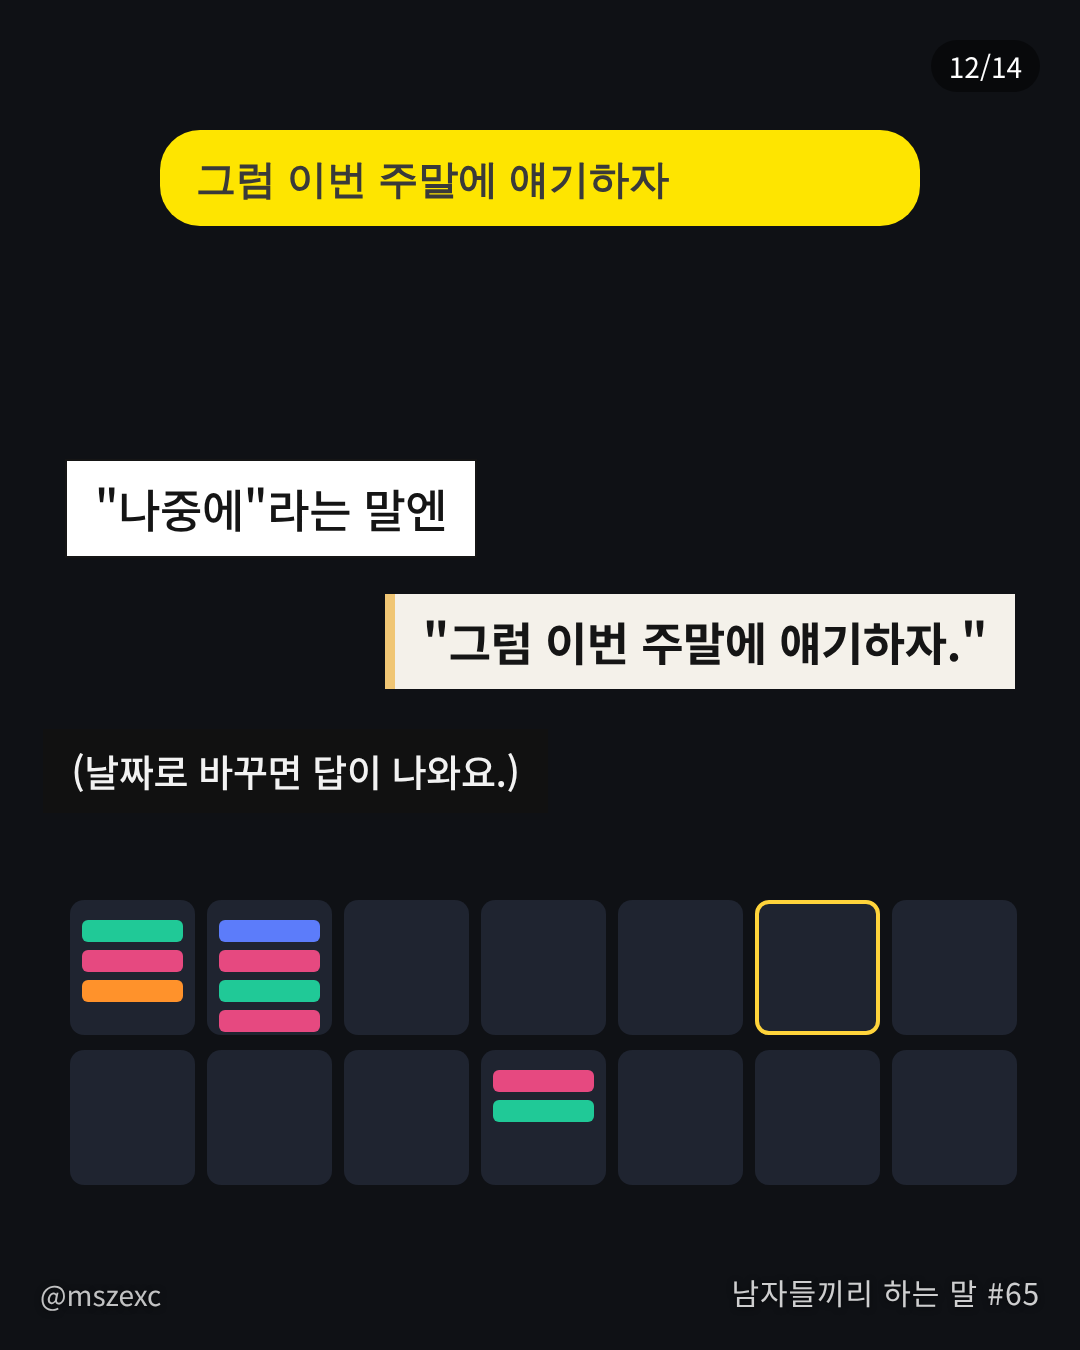 12/14
그럼 이번 주말에 얘기하자
"나중에"라는 말엔
"그럼 이번 주말에 얘기하자."
(날짜로 바꾸면 답이 나와요.)
@mszexc
남자들끼리 하는 말 #65